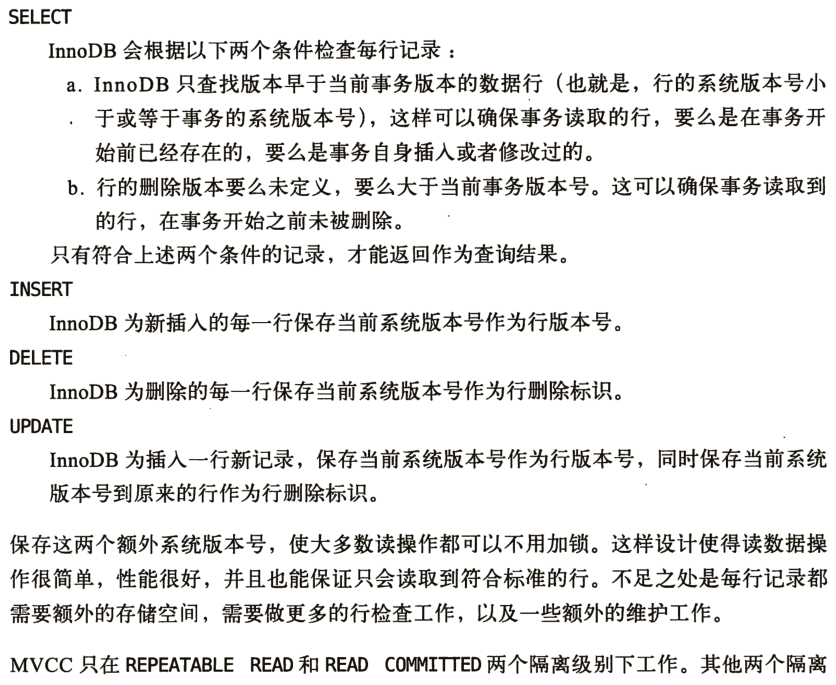 SELECT
InnoDB 会根据以下两个条件检查每行记录：
a. InnoDB 只查找版本早于当前事务版本的数据行（也就是，行的系统版本号小
于或等于事务的系统版本号），这样可以确保事务读取的行，要么是在事务开
始前已经存在的，要么是事务自身插入或者修改过的。
b. 行的删除版本要么未定义，要么大于当前事务版本号。这可以确保事务读取到
的行，在事务开始之前未被删除。
只有符合上述两个条件的记录，才能返回作为查询结果。
INSERT
InnoDB 为新插入的每一行保存当前系统版本号作为行版本号。
DELETE
InnoDB 为删除的每一行保存当前系统版本号作为行删除标识。
UPDATE
InnoDB 为插入一行新记录，保存当前系统版本号作为行版本号，同时保存当前系统
版本号到原来的行作为行删除标识。
保存这两个额外系统版本号，使大多数读操作都可以不用加锁。这样设计使得读数据操
作很简单，性能很好，并且也能保证只会读取到符合标准的行。不足之处是每行记录都
需要额外的存储空间，需要做更多的行检查工作，以及一些额外的维护工作。
MVCC 只在 REPEATABLE READ 和 READ COMMITTED 两个隔离级别下工作。其他两个隔离